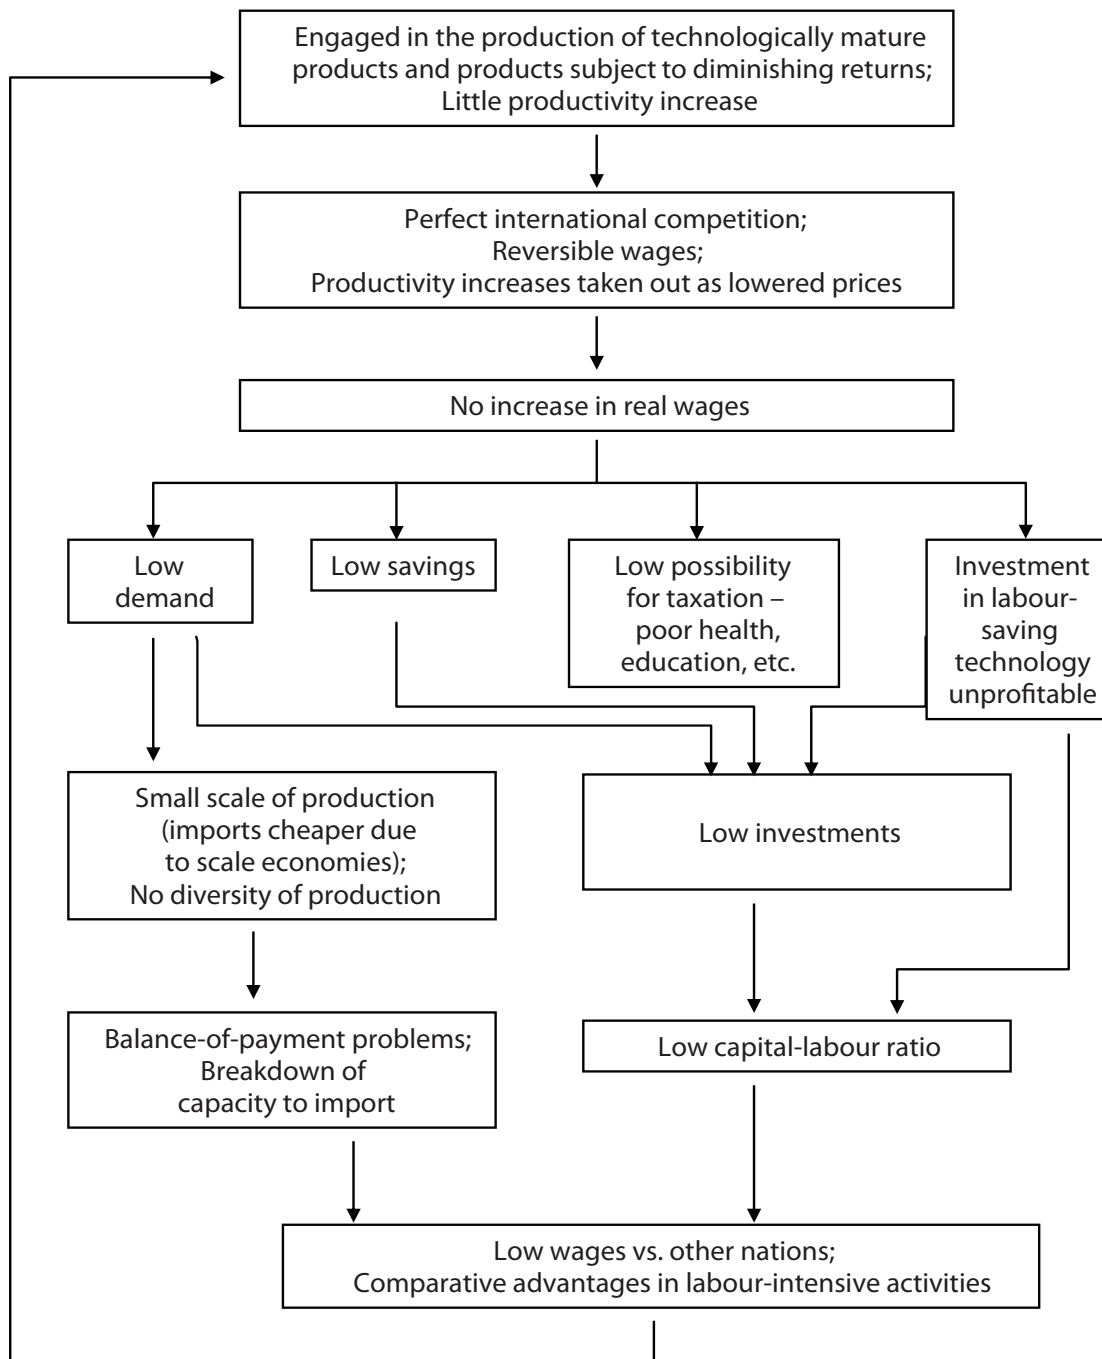 Engaged in the production of technologically mature
products and products subject to diminishing returns;
Little productivity increase
Perfect international competition;
Reversible wages;
Productivity increases taken out as lowered prices
No increase in real wages
Low
demand
Low savings
Low possibility
for taxation –
poor health,
education, etc.
Investment
in labour-
saving
technology
unprofitable
Small scale of production
(imports cheaper due
to scale economies);
No diversity of production
Low investments
Balance-of-payment problems;
Breakdown of
capacity to import
Low capital-labour ratio
Low wages vs. other nations;
Comparative advantages in labour-intensive activities